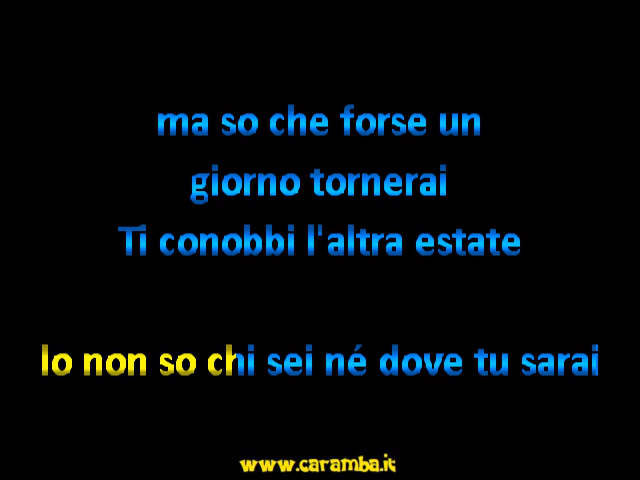 ma so che forse un
giorno tornerai
Ti conobbi l'altra estate
Io non so chi sei né dove tu sarai
www.caramba.it